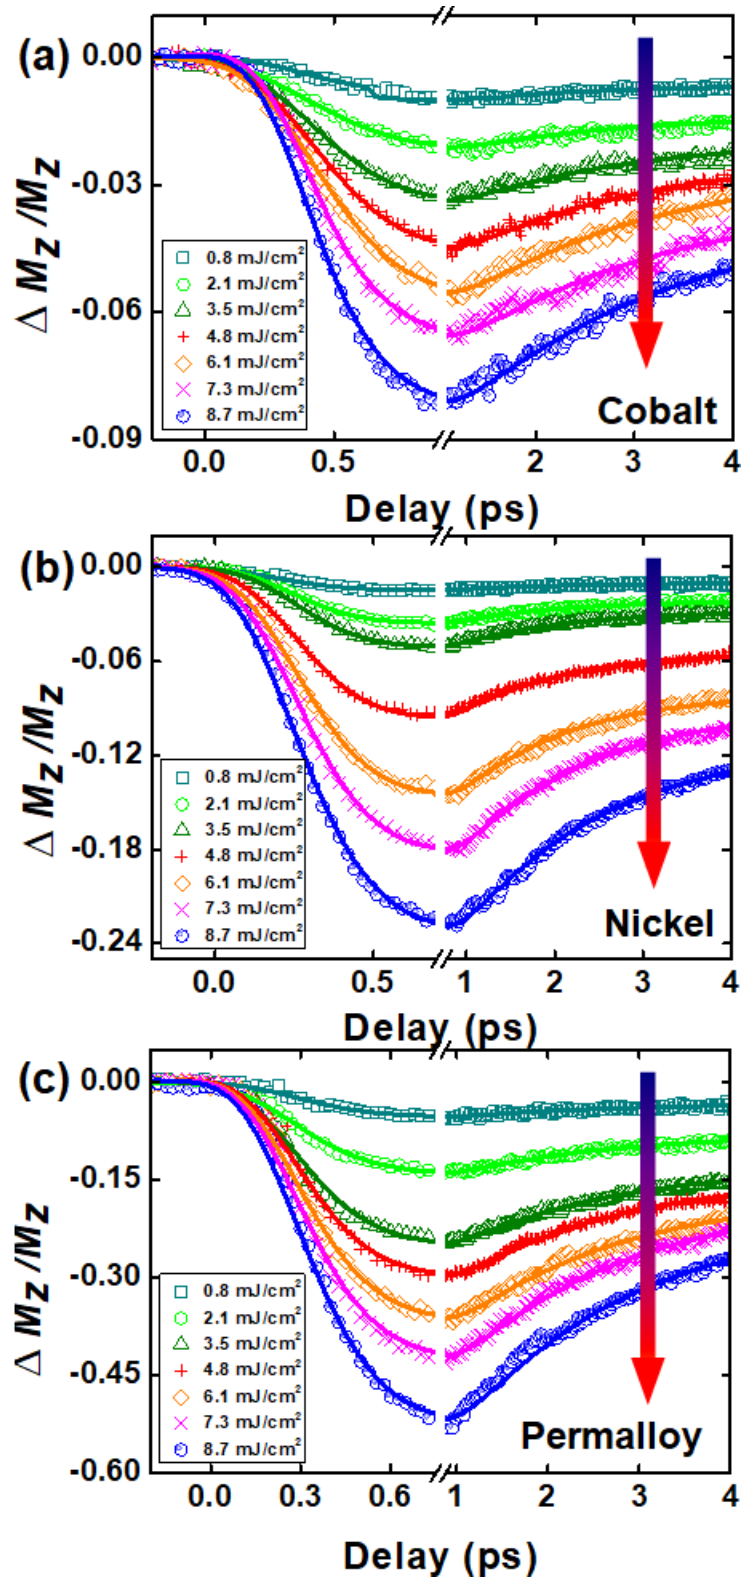 (a)
0.00
-0.03
-0.06
-0.09
Δ Mz/Mz
0.8 mJ/cm²
2.1 mJ/cm²
3.5 mJ/cm²
4.8 mJ/cm²
6.1 mJ/cm²
7.3 mJ/cm²
8.7 mJ/cm²
Cobalt
0.0 0.5 2 3 4
Delay (ps)
(b)
0.00
-0.06
-0.12
-0.18
-0.24
Δ Mz/Mz
0.8 mJ/cm²
2.1 mJ/cm²
3.5 mJ/cm²
4.8 mJ/cm²
6.1 mJ/cm²
7.3 mJ/cm²
8.7 mJ/cm²
Nickel
0.0 0.5 1 2 3 4
Delay (ps)
(c)
0.00
-0.15
-0.30
-0.45
-0.60
Δ Mz/Mz
0.8 mJ/cm²
2.1 mJ/cm²
3.5 mJ/cm²
4.8 mJ/cm²
6.1 mJ/cm²
7.3 mJ/cm²
8.7 mJ/cm²
Permalloy
0.0 0.3 0.6 1 2 3 4
Delay (ps)